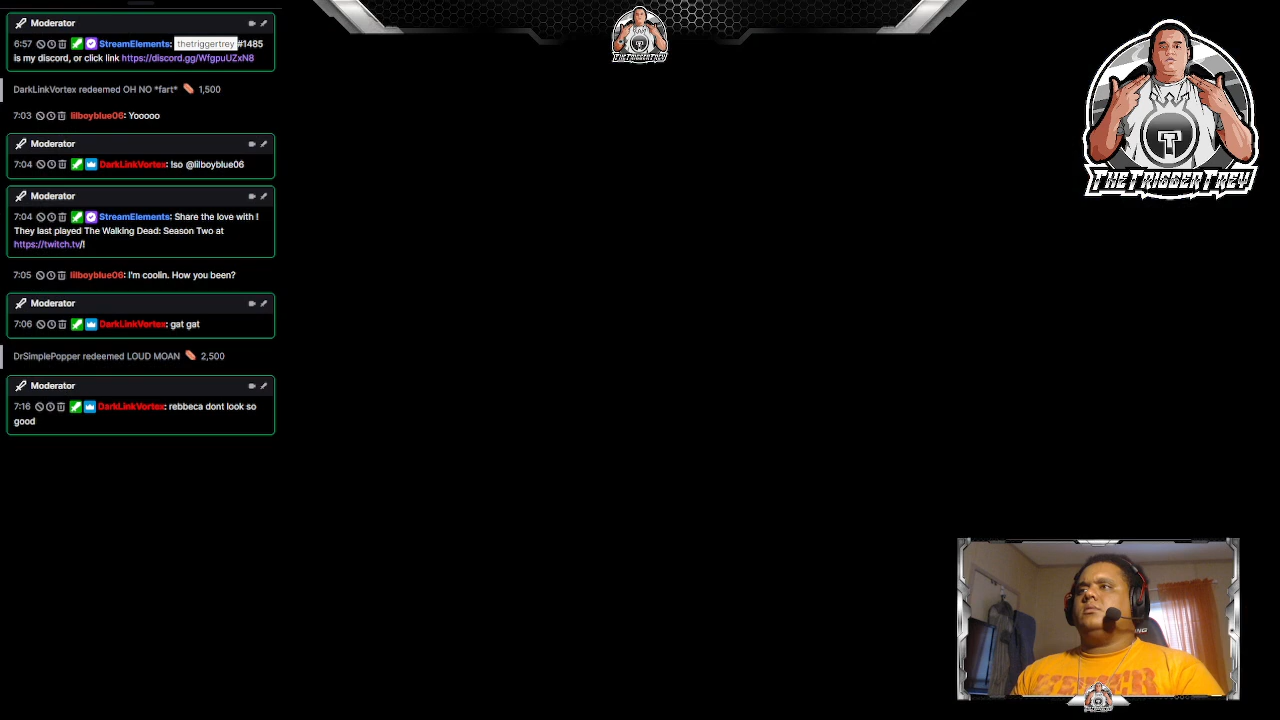 Moderator
6:57 StreamElements: thetriggertrey #1485
is my discord, or click link https://discord.gg/WfgpuUZxN8
DarkLinkVortex redeemed OH NO *fart* 1,500
7:03 lilboyblue06: Yooooo
Moderator
7:04 DarkLinkVortex: !so @lilboyblue06
Moderator
7:04 StreamElements: Share the love with !
They last played The Walking Dead: Season Two at
https://twitch.tv/!
7:05 lilboyblue06: I'm coolin. How you been?
Moderator
7:06 DarkLinkVortex: gat gat
DrSimplePopper redeemed LOUD MOAN 2,500
Moderator
7:16 DarkLinkVortex: rebbeca dont look so
good
THETRIGGERTREY
T
THETRIGGERTREY